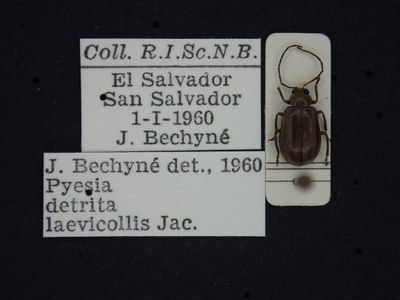 Coll. R.I.Sc.N.B.
El Salvador
San Salvador
1-I-1960
J. Bechyné
J. Bechyné det., 1960
Pyesia
detrita
laevicollis Jac.